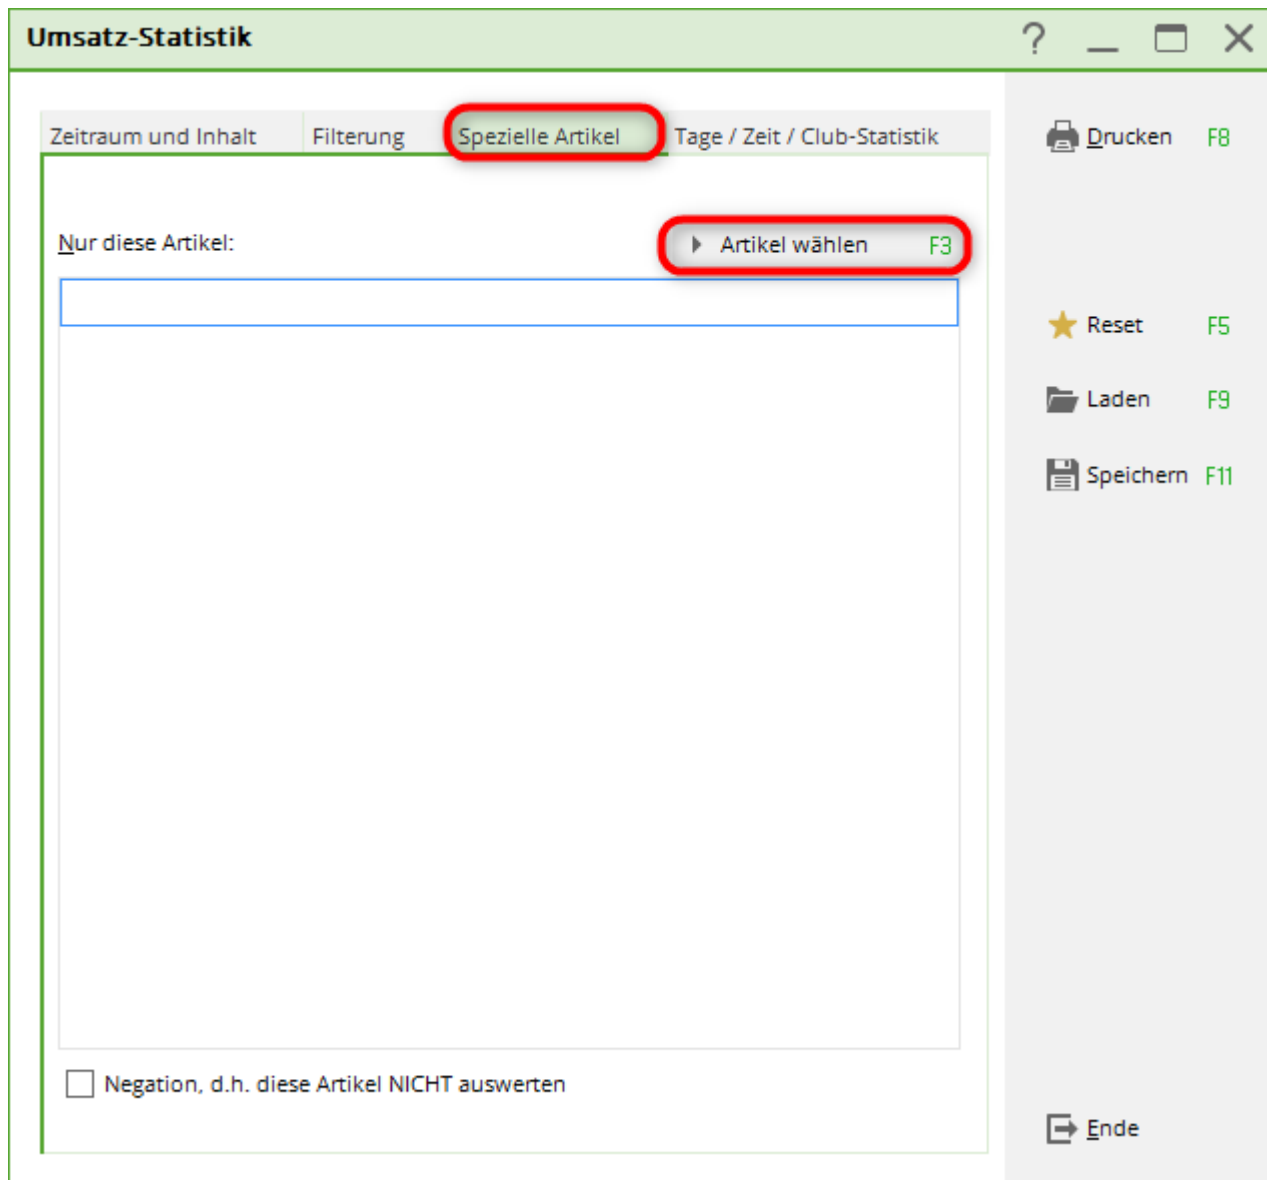 Umsatz-Statistik
?
Zeitraum und Inhalt Filterung Spezielle Artikel Tage / Zeit / Club-Statistik
Drucken F8
Nur diese Artikel: Artikel wählen F3
Reset F5
Laden F9
Speichern F11
Negation, d.h. diese Artikel NICHT auswerten
Ende